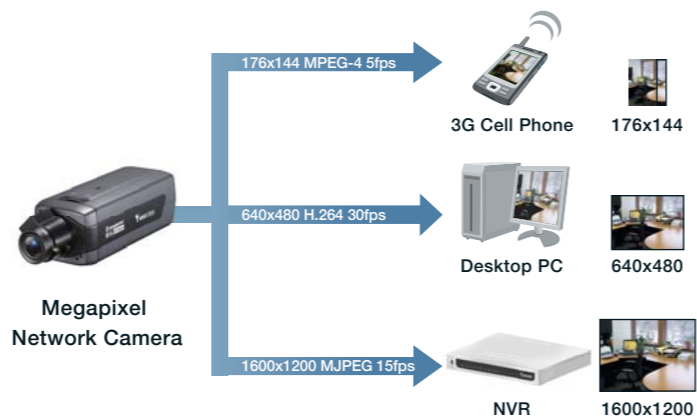 176x144 MPEG-4 5fps
3G Cell Phone
176x144
640x480 H.264 30fps
Desktop PC
640x480
Megapixel
Network Camera
1600x1200 MJPEG 15fps
NVR
1600x1200